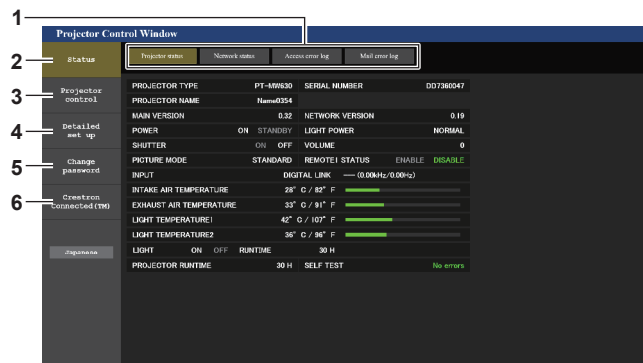 1
Projector Control Window
Projector status Network status Access error log Mail error log
2 Status
3 Projector control
4 Detailed set up
5 Change password
6 Crestron Connected(TM)
Japanese
PROJECTOR TYPE PT-MW630 SERIAL NUMBER DD7360047
PROJECTOR NAME Name0354
MAIN VERSION 0.32 NETWORK VERSION 0.19
POWER ON STANDBY LIGHT POWER NORMAL
SHUTTER ON OFF VOLUME 0
PICTURE MODE STANDARD REMOTE1 STATUS ENABLE DISABLE
INPUT DIGITAL LINK — (0.00kHz/0.00Hz)
INTAKE AIR TEMPERATURE 28° C / 82° F
EXHAUST AIR TEMPERATURE 33° C / 91° F
LIGHT TEMPERATURE1 42° C / 107° F
LIGHT TEMPERATURE2 36° C / 96° F
LIGHT ON OFF RUNTIME 30 H
PROJECTOR RUNTIME 30 H SELF TEST No errors